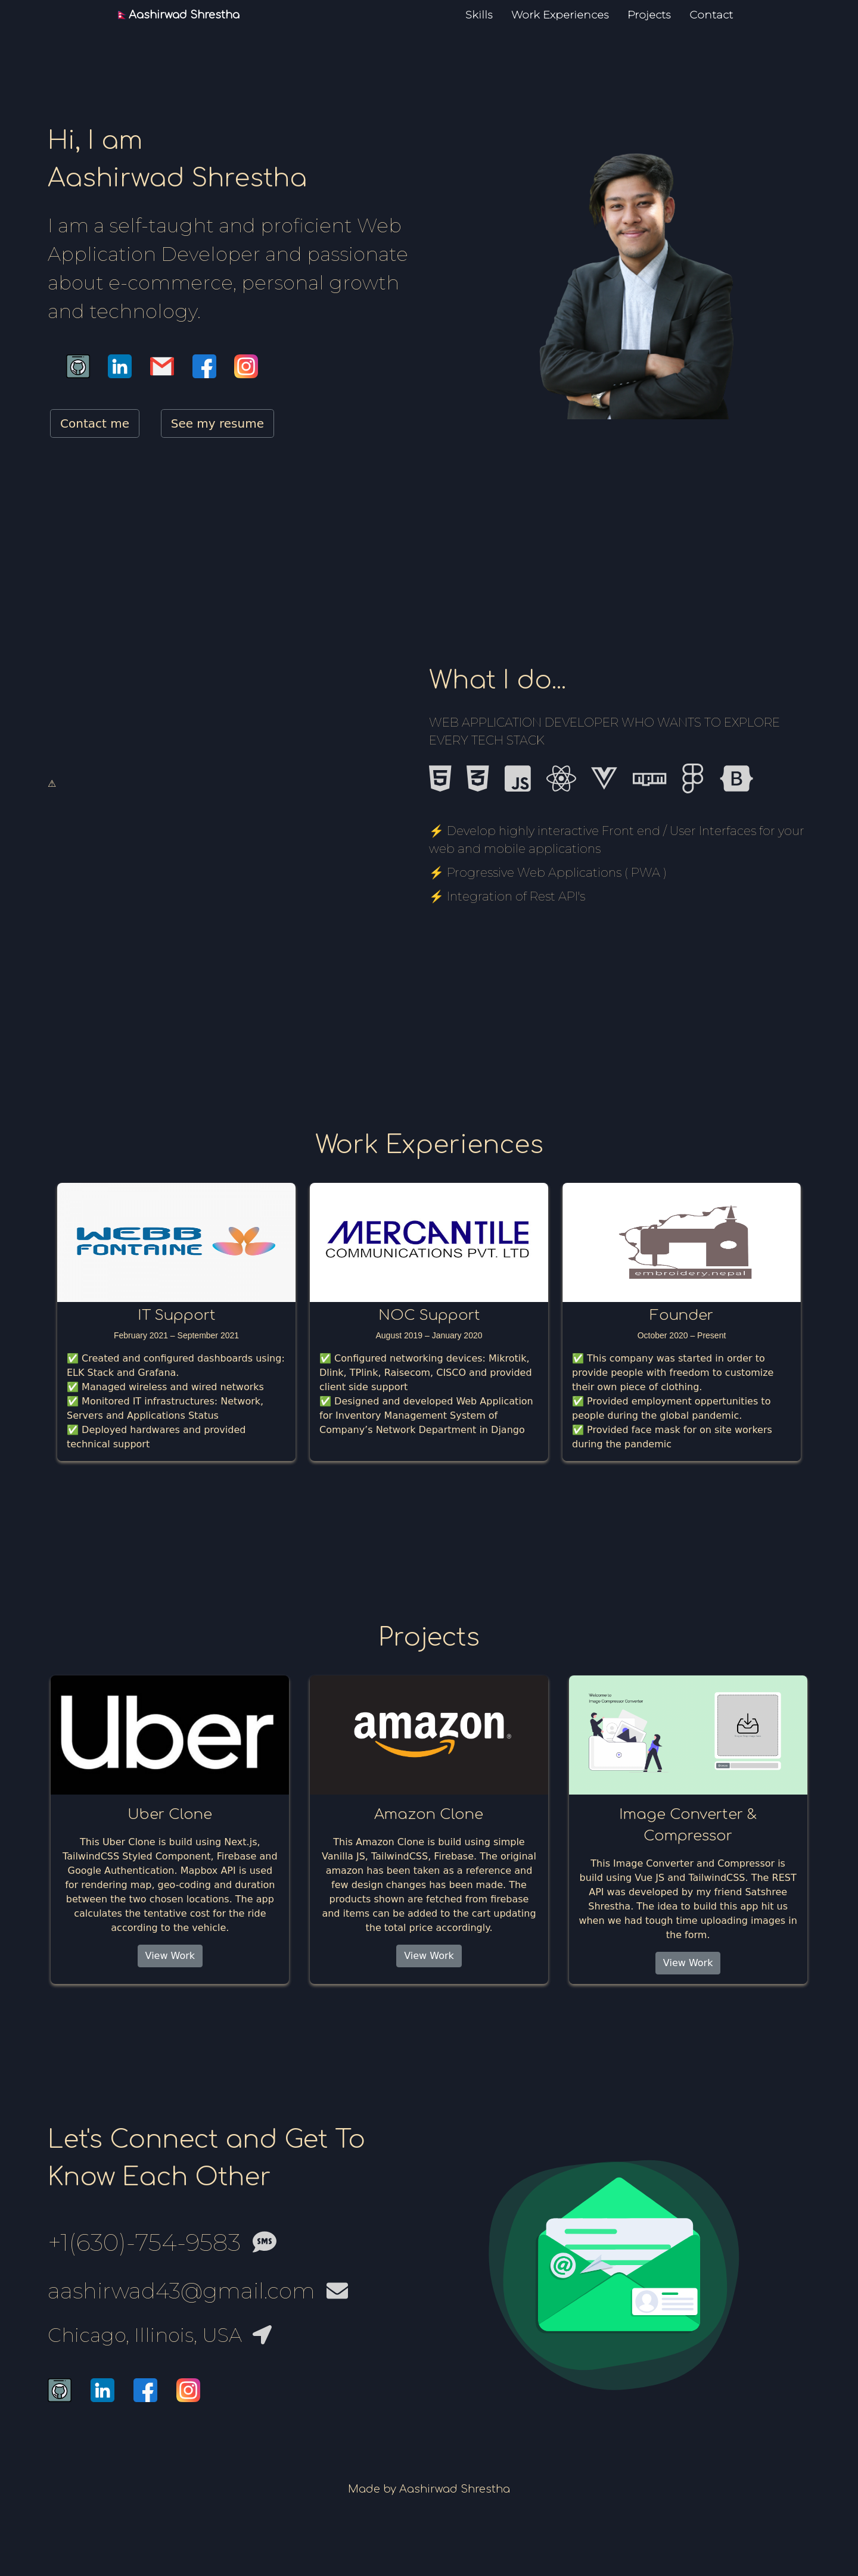 Aashirwad Shrestha
Skills Work Experiences Projects Contact
Hi, I am
Aashirwad Shrestha
I am a self-taught and proficient Web
Application Developer and passionate
about e-commerce, personal growth
and technology.
Contact me See my resume
What I do...
WEB APPLICATION DEVELOPER WHO WANTS TO EXPLORE
EVERY TECH STACK
JS npm B
⚡ Develop highly interactive Front end / User Interfaces for your
web and mobile applications
⚡ Progressive Web Applications ( PWA )
⚡ Integration of Rest API's
Work Experiences
WEBB
FONTAINE
IT Support
February 2021 – September 2021
✅ Created and configured dashboards using:
ELK Stack and Grafana.
✅ Managed wireless and wired networks
✅ Monitored IT infrastructures: Network,
Servers and Applications Status
✅ Deployed hardwares and provided
technical support
MERCANTILE
COMMUNICATIONS PVT. LTD
NOC Support
August 2019 – January 2020
✅ Configured networking devices: Mikrotik,
Dlink, TPlink, Raisecom, CISCO and provided
client side support
✅ Designed and developed Web Application
for Inventory Management System of
Company's Network Department in Django
embroidery.nepal
Founder
October 2020 – Present
✅ This company was started in order to
provide people with freedom to customize
their own piece of clothing.
✅ Provided employment oppertunities to
people during the global pandemic.
✅ Provided face mask for on site workers
during the pandemic
Projects
Uber
Uber Clone
This Uber Clone is build using Next.js,
TailwindCSS Styled Component, Firebase and
Google Authentication. Mapbox API is used
for rendering map, geo-coding and duration
between the two chosen locations. The app
calculates the tentative cost for the ride
according to the vehicle.
View Work
amazon
Amazon Clone
This Amazon Clone is build using simple
Vanilla JS, TailwindCSS, Firebase. The original
amazon has been taken as a reference and
few design changes has been made. The
products shown are fetched from firebase
and items can be added to the cart updating
the total price accordingly.
View Work
Welcome to
Image Compressor Converter
Image Converter &
Compressor
This Image Converter and Compressor is
build using Vue JS and TailwindCSS. The REST
API was developed by my friend Satshree
Shrestha. The idea to build this app hit us
when we had tough time uploading images in
the form.
View Work
Let's Connect and Get To
Know Each Other
+1(630)-754-9583 SMS
aashirwad43@gmail.com
Chicago, Illinois, USA
Made by Aashirwad Shrestha